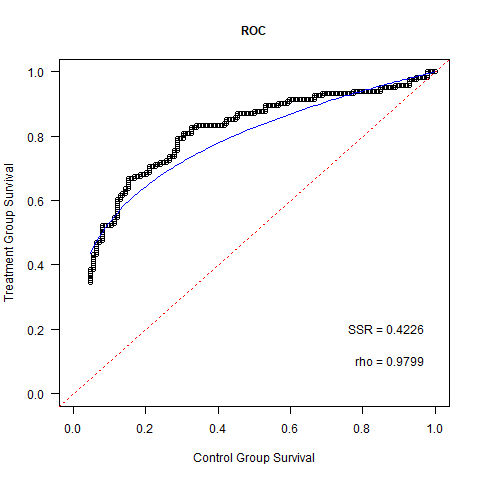 ROC
Treatment Group Survival
1.0
0.8
0.6
0.4
0.2
0.0
SSR = 0.4226
rho = 0.9799
0.0 0.2 0.4 0.6 0.8 1.0
Control Group Survival